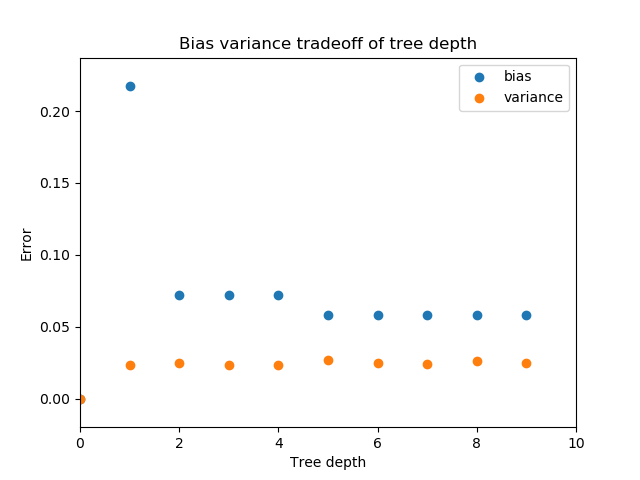 Bias variance tradeoff of tree depth
bias
variance
0.20
0.15
0.10
0.05
0.00
Error
0 2 4 6 8 10
Tree depth